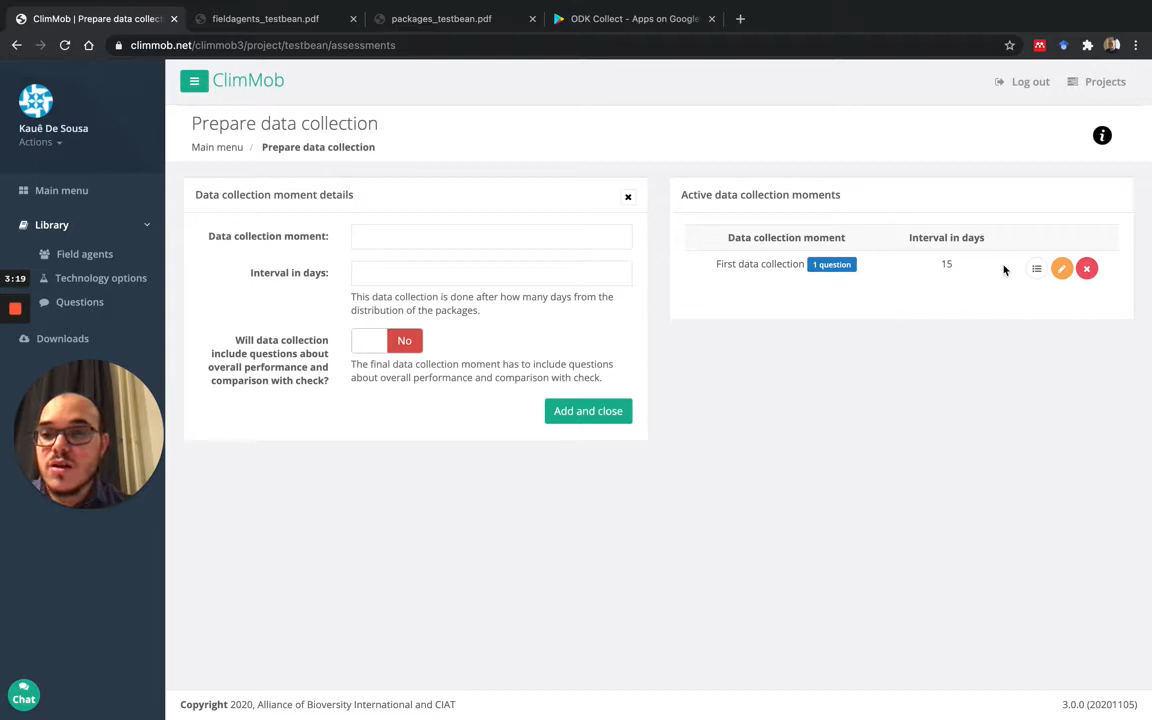 ClimMob | Prepare data collect
fieldagents_testbean.pdf
packages_testbean.pdf
ODK Collect - Apps on Google
climmob.net/climmob3/project/testbean/assessments
ClimMob
Log out
Projects
Kauê De Sousa
Actions
Prepare data collection
Main menu / Prepare data collection
i
Main menu
Library
Field agents
Technology options
Questions
Downloads
3:19
Data collection moment details
Data collection moment:
Interval in days:
This data collection is done after how many days from the
distribution of the packages.
Will data collection
include questions about
overall performance and
comparison with check?
No
The final data collection moment has to include questions
about overall performance and comparison with check.
Add and close
Active data collection moments
Data collection moment Interval in days
First data collection 1 question 15
Chat
Copyright 2020, Alliance of Bioversity International and CIAT
3.0.0 (20201105)